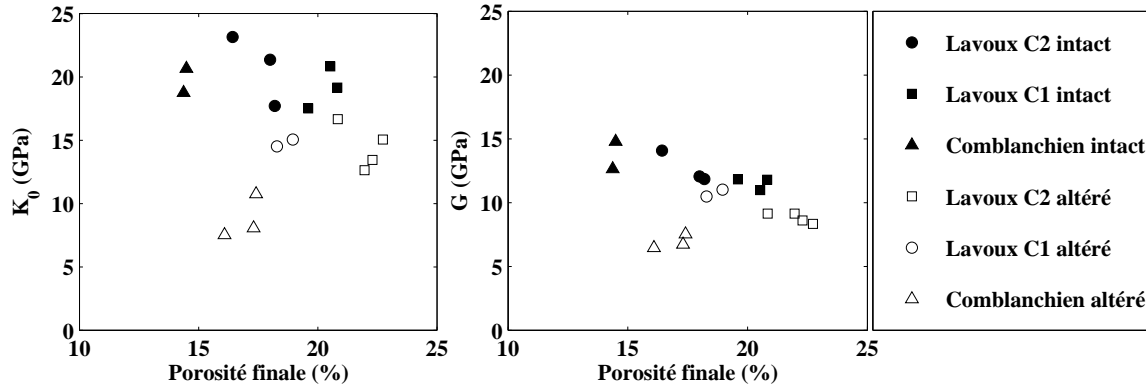 25
20
15
10
5
0
10
15
20
25
K0 (GPa)
Porosité finale (%)
25
20
15
10
5
0
10
15
20
25
G (GPa)
Porosité finale (%)
Lavoux C2 intact
Lavoux C1 intact
Comblanchien intact
Lavoux C2 altéré
Lavoux C1 altéré
Comblanchien altéré